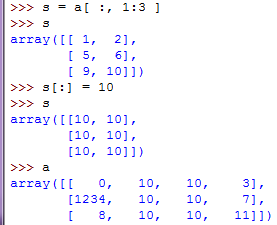 >>> s = a[ :, 1:3 ]
>>> s
array([[ 1,  2],
       [ 5,  6],
       [ 9, 10]])
>>> s[:] = 10
>>> s
array([[10, 10],
       [10, 10],
       [10, 10]])
>>> a
array([[   0,   10,   10,    3],
       [1234,   10,   10,    7],
       [   8,   10,   10,   11]])